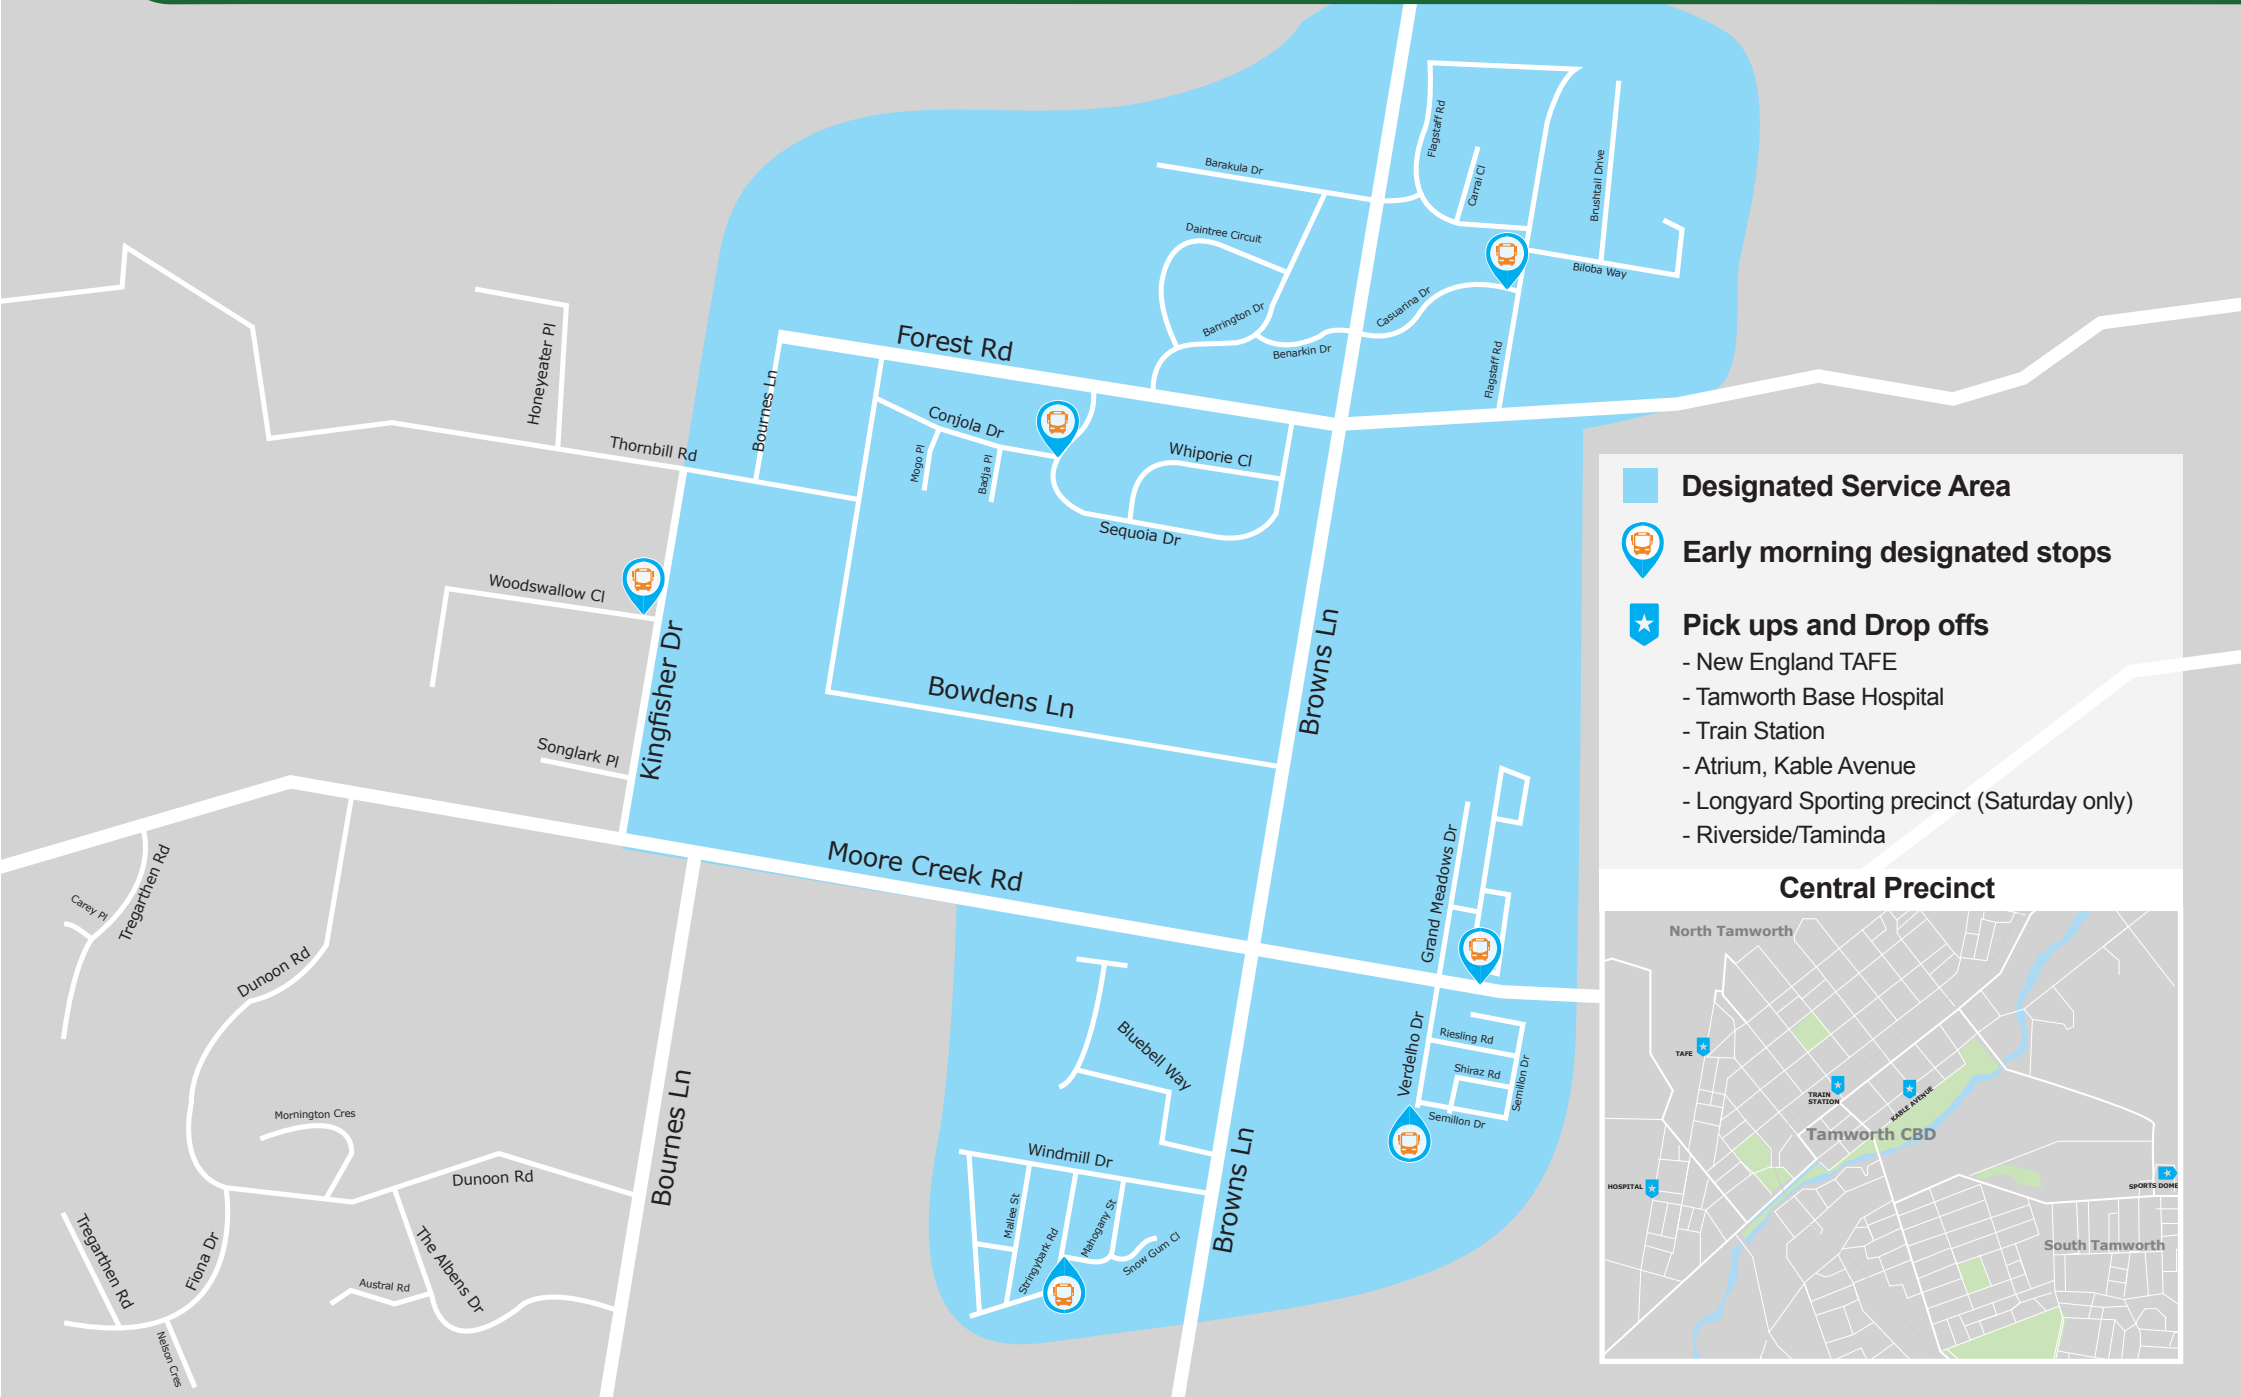 Flagstaff Rd
Barakula Dr
Carrai Cl
Brushtail Drive
Daintree Circuit
Biloba Way
Casuarina Dr
Barrington Dr
Benarkin Dr
Forest Rd
Flagstaff Rd
Honeyeater Pl
Bournes Ln
Conjola Dr
Thornbill Rd
Mogo Pl
Badja Pl
Whiporie Cl
Sequoia Dr
Woodswallow Cl
Kingfisher Dr
Browns Ln
Bowdens Ln
Songlark Pl
Moore Creek Rd
Grand Meadows Dr
Tregarthen Rd
Carey Pl
Dunoon Rd
Bluebell Way
Verdelho Dr
Riesling Rd
Shiraz Rd
Semillon Dr
Semillon Dr
Mornington Cres
Bournes Ln
Dunoon Rd
Windmill Dr
Browns Ln
Mallee St
Stringybark Rd
Mahogany St
Snow Gum Cl
Tregarthen Rd
Fiona Dr
The Albens Dr
Austral Rd
Nelson Cres
Designated Service Area
Early morning designated stops
Pick ups and Drop offs
- New England TAFE
- Tamworth Base Hospital
- Train Station
- Atrium, Kable Avenue
- Longyard Sporting precinct (Saturday only)
- Riverside/Taminda
Central Precinct
North Tamworth
TAFE
TRAIN
STATION
KABLE AVENUE
Tamworth CBD
HOSPITAL
SPORTS DOME
South Tamworth